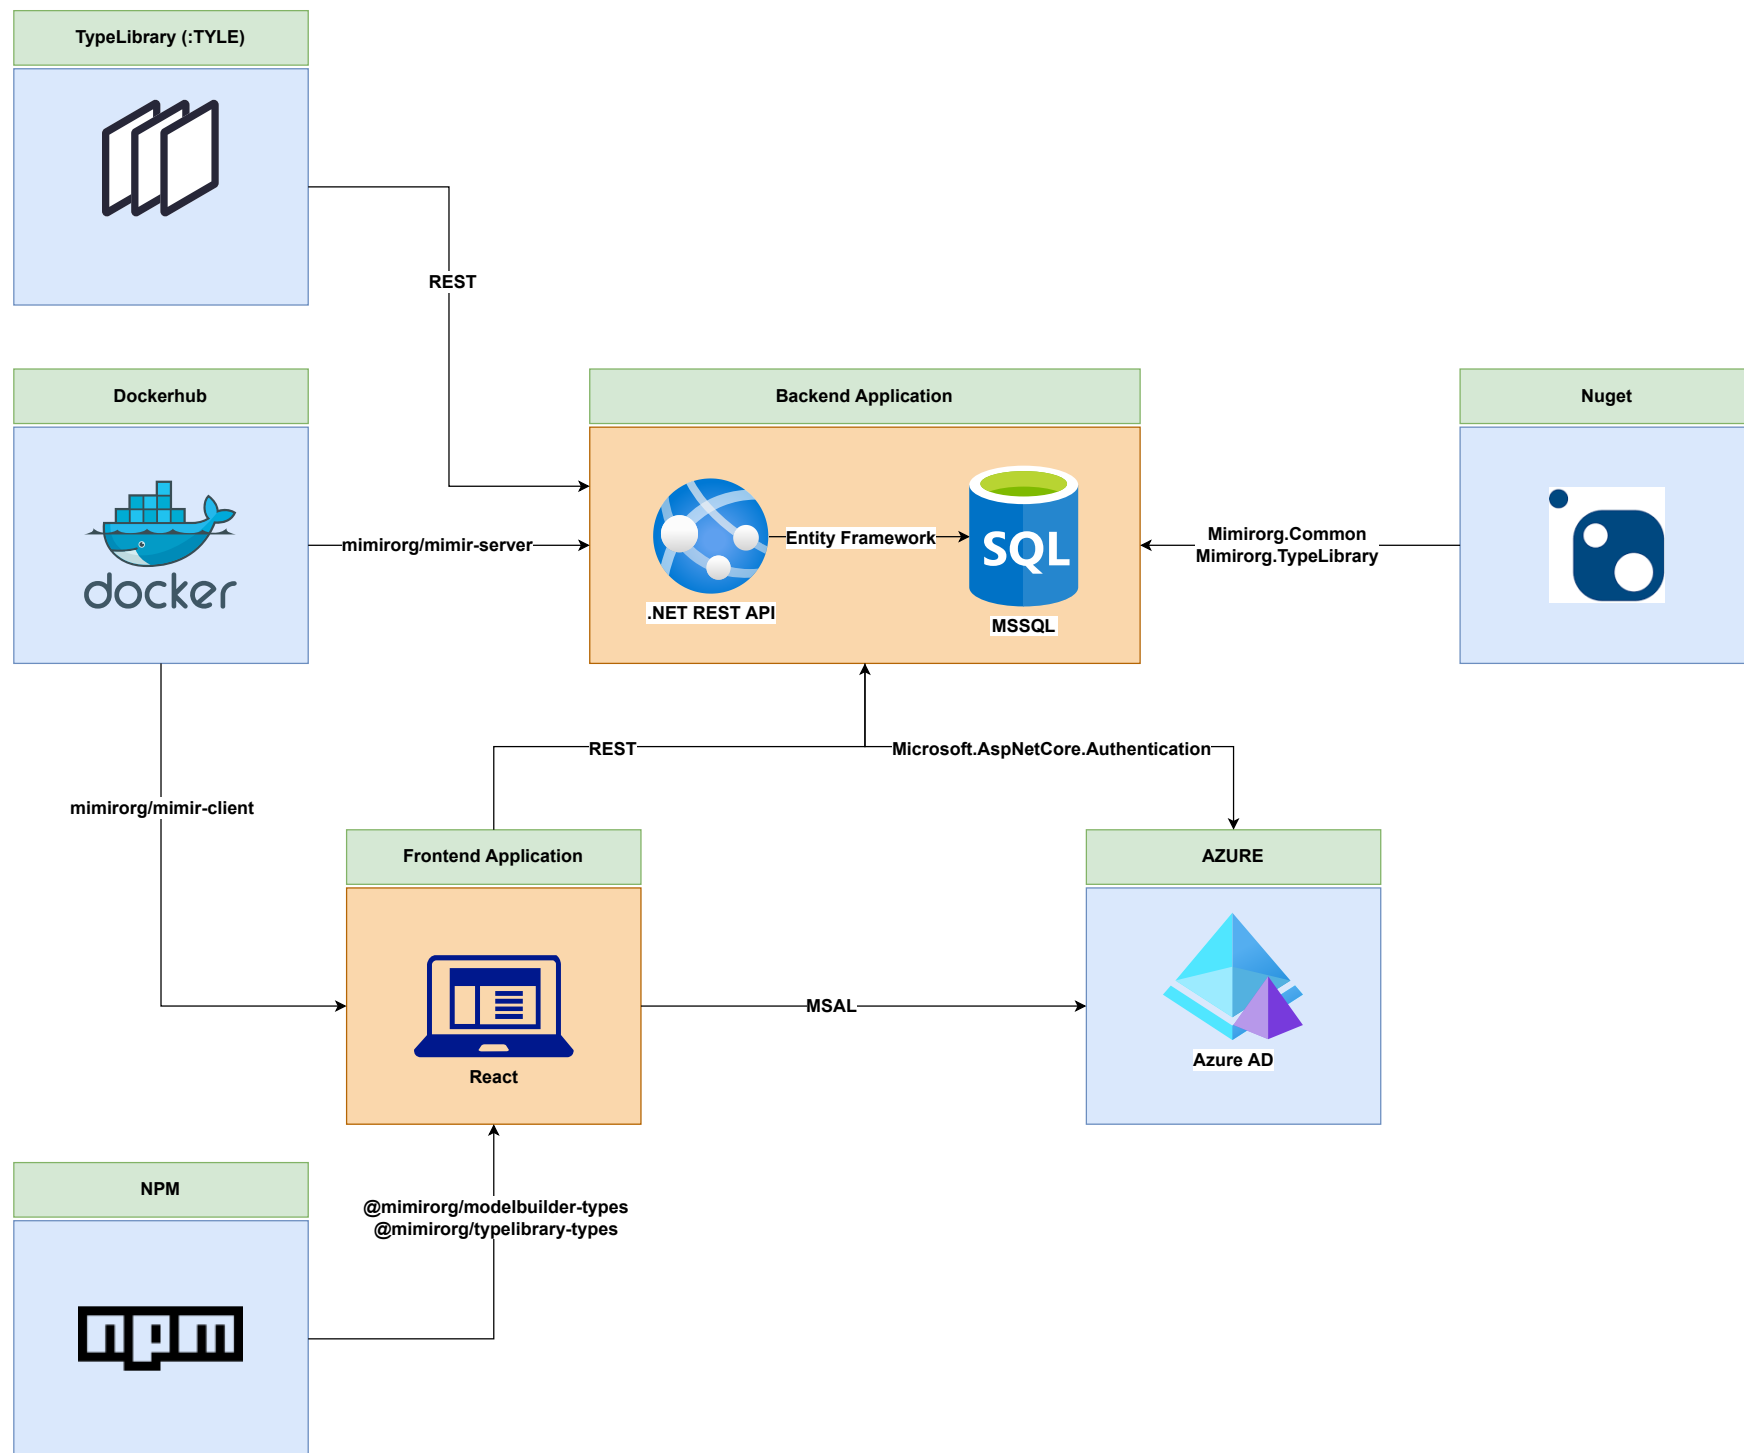 TypeLibrary (:TYLE)
REST
Dockerhub
docker
mimirorg/mimir-server
Backend Application
Entity Framework
SQL
.NET REST API
MSSQL
Mimirorg.Common
Mimirorg.TypeLibrary
Nuget
REST
Microsoft.AspNetCore.Authentication
mimirorg/mimir-client
Frontend Application
React
MSAL
AZURE
Azure AD
@mimirorg/modelbuilder-types
@mimirorg/typelibrary-types
NPM
npm